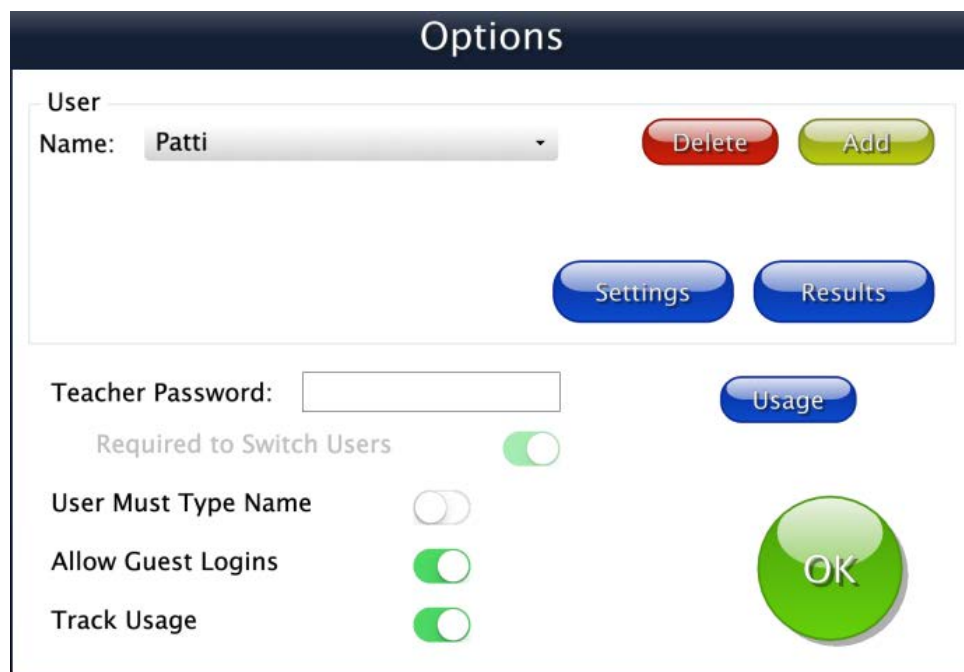 Options
User
Name: Patti Delete Add
Settings Results
Teacher Password: Usage
Required to Switch Users
User Must Type Name
Allow Guest Logins
OK
Track Usage